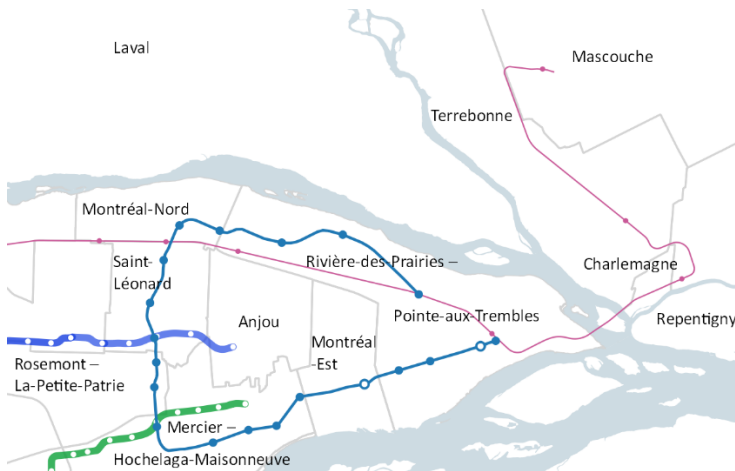 Laval
Mascouche
Terrebonne
Montréal-Nord
Saint-
Léonard
Rivière-des-Prairies –
Charlemagne
Pointe-aux-Trembles
Repentigny
Anjou
Montréal
-Est
Rosemont –
La-Petite-Patrie
Mercier –
Hochelaga-Maisonneuve